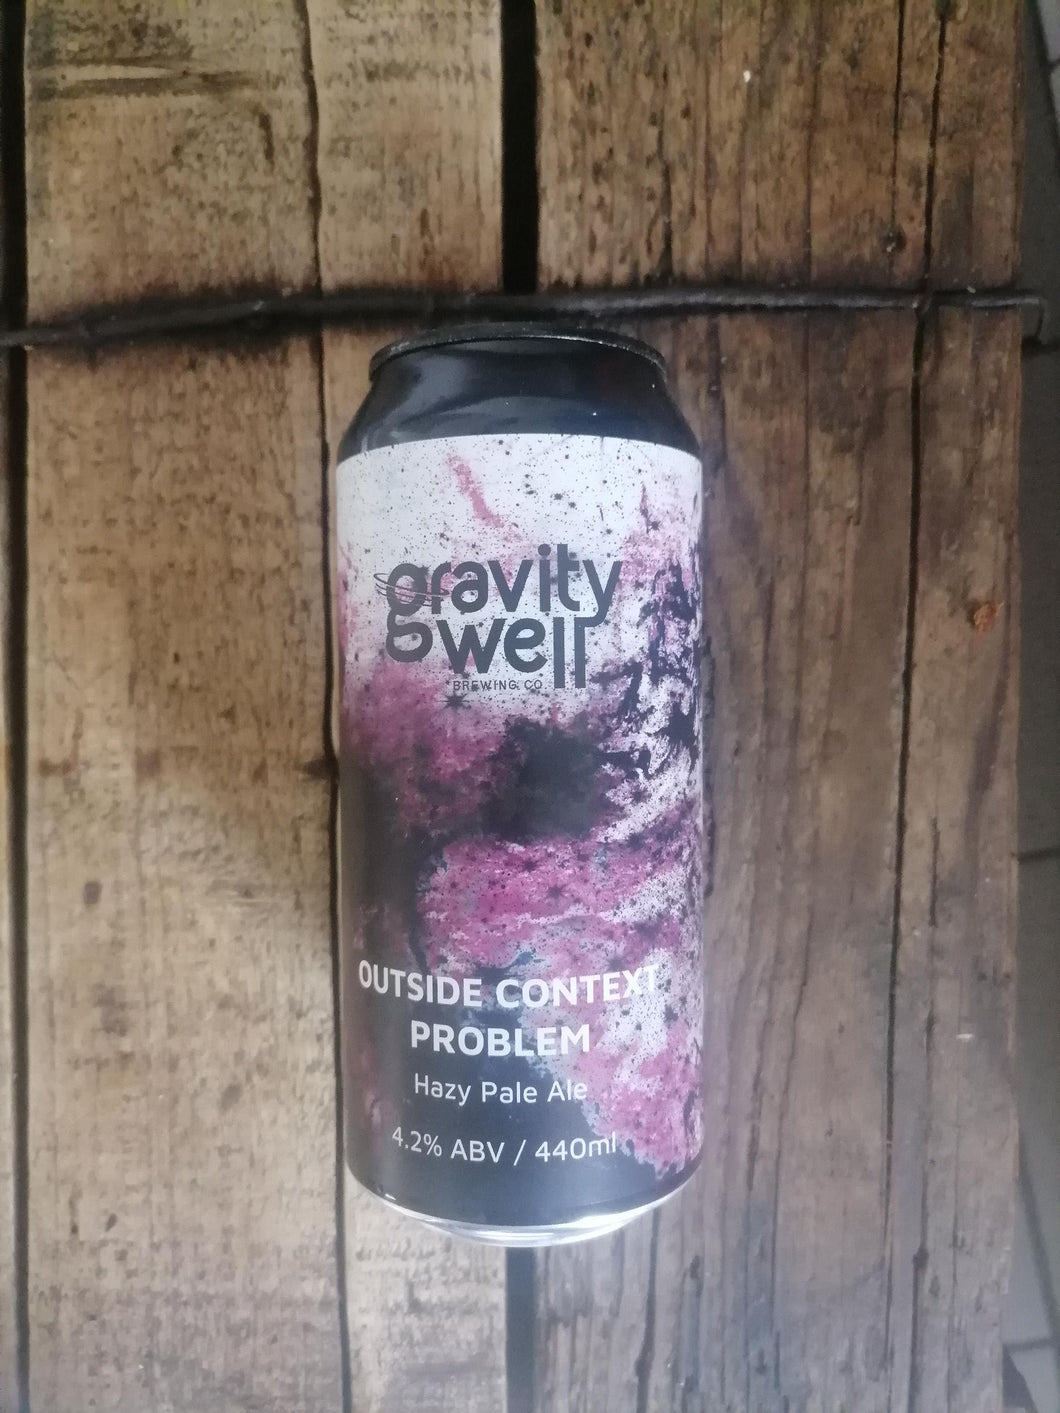 gravity
well
BREWING CO.
OUTSIDE CONTEXT
PROBLEM
Hazy Pale Ale
4.2% ABV / 440ml